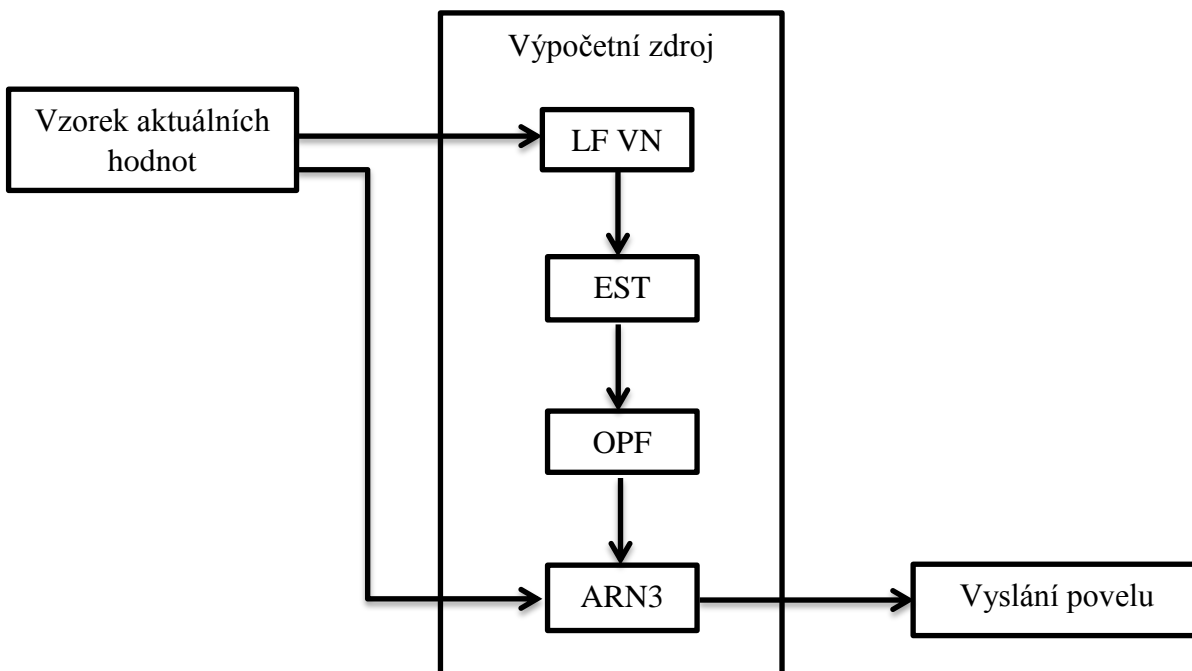 Výpočetní zdroj
Vzorek aktuálních
hodnot
LF VN
EST
OPF
ARN3
Vyslání povelu